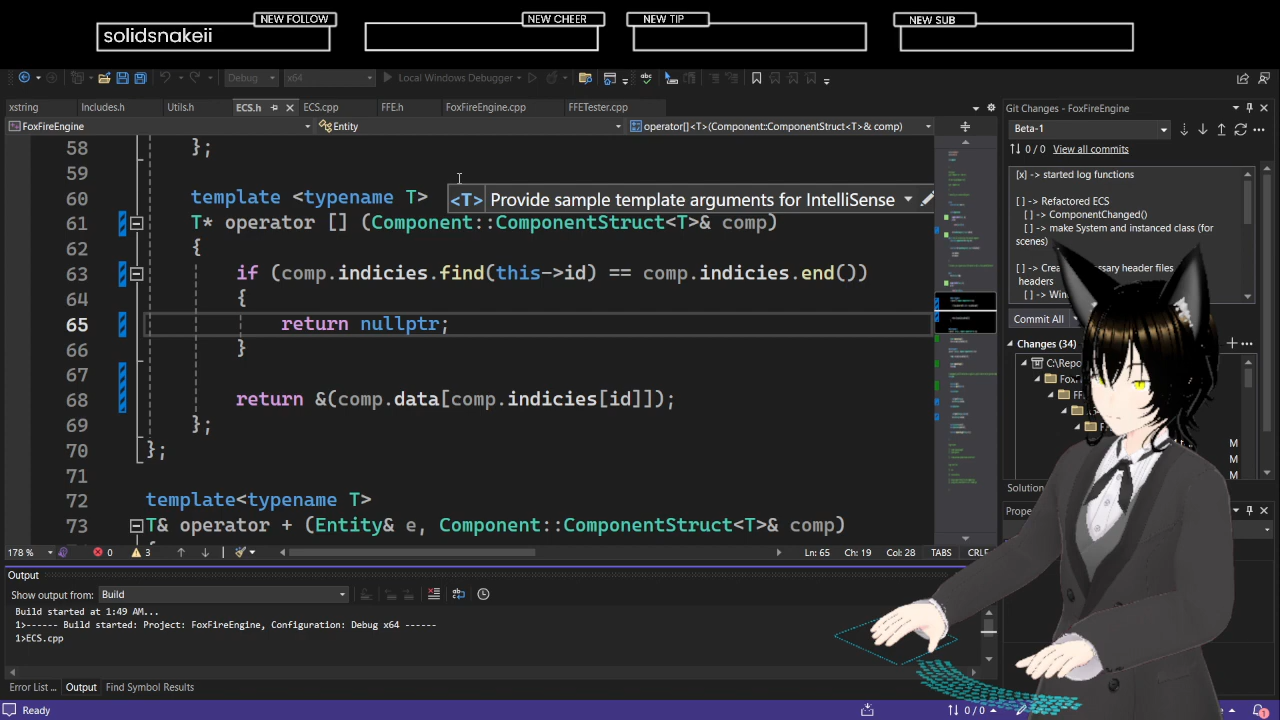 NEW FOLLOW
solidsnakeii
NEW CHEER
NEW TIP
NEW SUB
Debug
x64
Local Windows Debugger
xstring
Includes.h
Utils.h
ECS.h
ECS.cpp
FFE.h
FoxFireEngine.cpp
FFETester.cpp
FoxFireEngine
Entity
operator[]<T>(Component::ComponentStruct<T>& comp)
58 };
59
60 template <typename T>
<T> Provide sample template arguments for IntelliSense
61 T* operator [] (Component::ComponentStruct<T>& comp)
62 {
63 if (comp.indicies.find(this->id) == comp.indicies.end())
64 {
65 return nullptr;
66 }
67
68 return &(comp.data[comp.indicies[id]]);
69 };
70 };
71
72 template<typename T>
73 T& operator + (Entity& e, Component::ComponentStruct<T>& comp)
178 %
0
3
Ln: 65 Ch: 19 Col: 28 TABS CRLF
Output
Show output from: Build
Build started at 1:49 AM...
1>------ Build started: Project: FoxFireEngine, Configuration: Debug x64 ------
1>ECS.cpp
Error List ...
Output
Find Symbol Results
Ready
0 / 0
Git Changes - FoxFireEngine
Beta-1
0 / 0 View all commits
[x] -> started log functions
[ ] -> Refactored ECS
[ ] -> ComponentChanged()
[ ] -> make System and instanced class (for
scenes)
headers
Commit All
Changes (34)
M
M
M
1